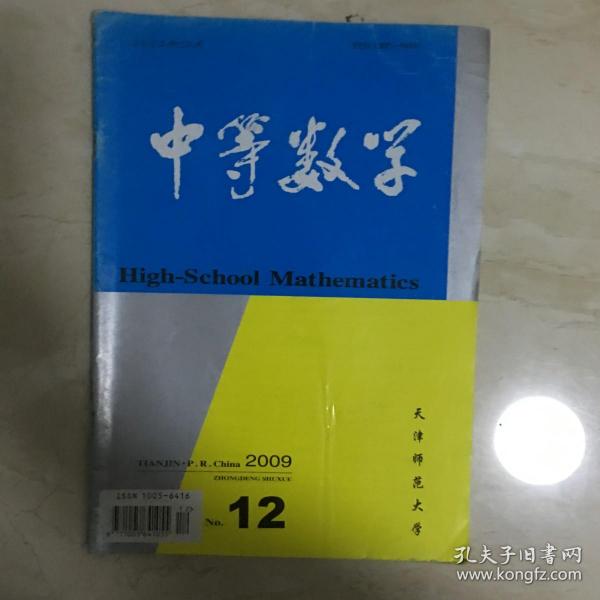 中等数学
High-School Mathematics
天津师范大学
TIANJIN·P.R.China 2009
ZHONGDENG SHUXUE
ISSN 1005-6416
12
No. 12
孔夫子旧书网
www.kongfz.com